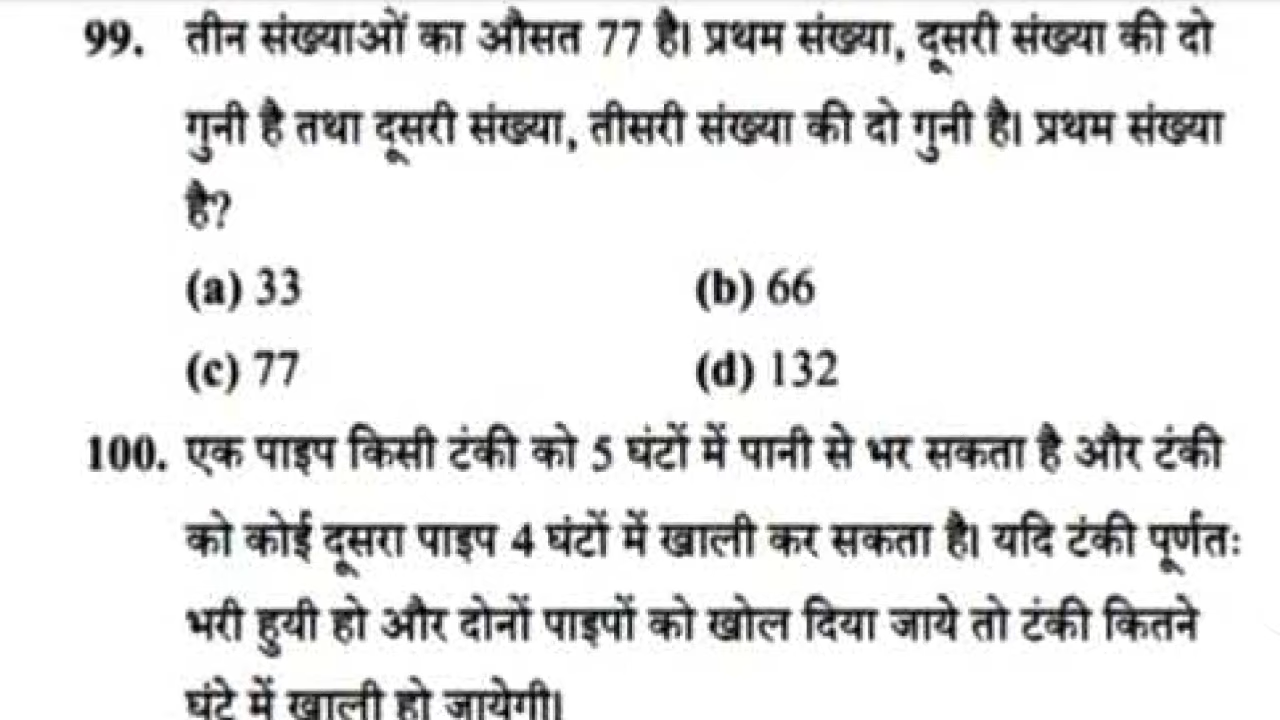 99. तीन संख्याओं का औसत 77 है। प्रथम संख्या, दूसरी संख्या की दो
गुनी है तथा दूसरी संख्या, तीसरी संख्या की दो गुनी है। प्रथम संख्या
है?
(a) 33 (b) 66
(c) 77 (d) 132
100. एक पाइप किसी टंकी को 5 घंटों में पानी से भर सकता है और टंकी
को कोई दूसरा पाइप 4 घंटों में खाली कर सकता है। यदि टंकी पूर्णतः
भरी हुयी हो और दोनों पाइपों को खोल दिया जाये तो टंकी कितने
घंटे में खाली हो जायेगी।